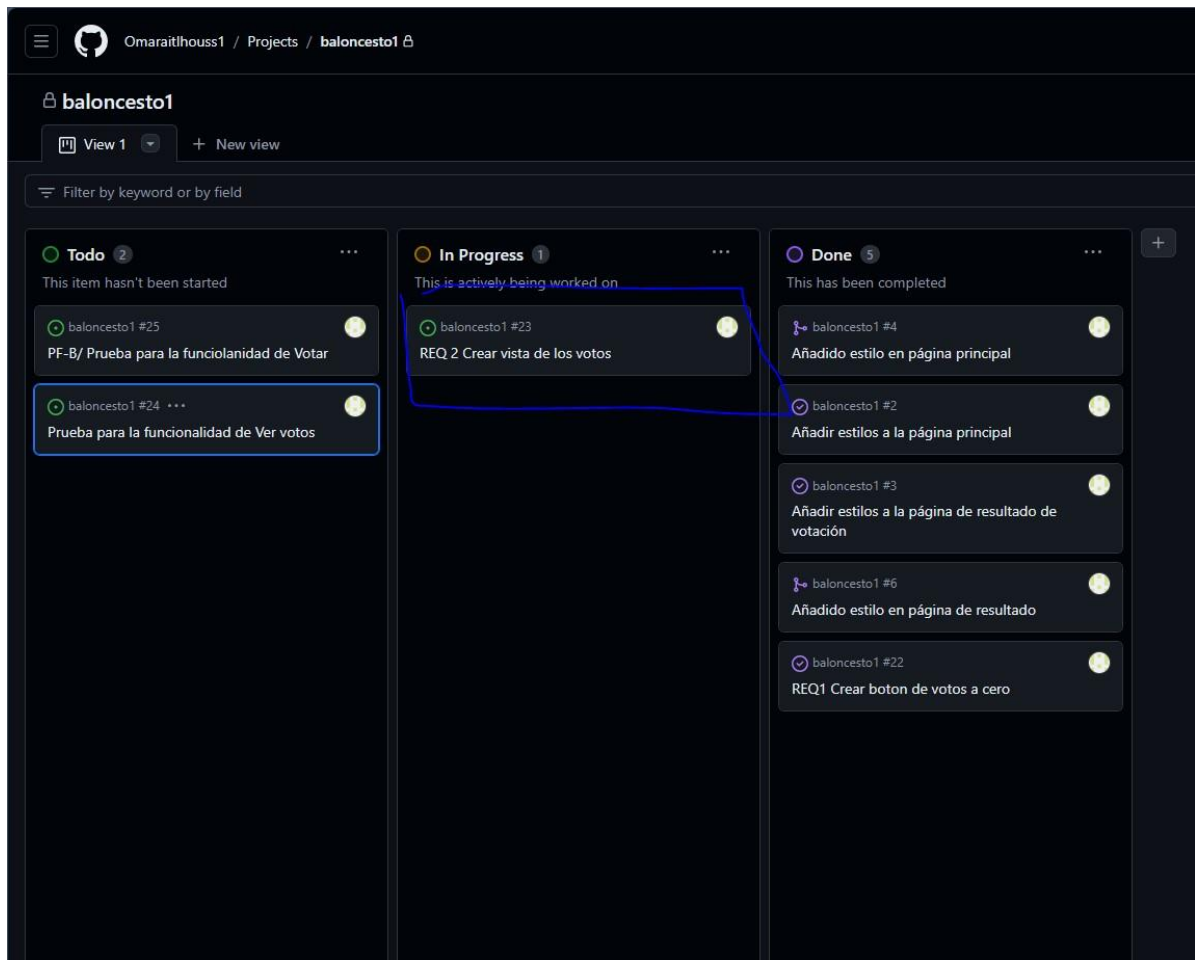 Omaraitlhouss1 / Projects / baloncesto1
baloncesto1
View 1
+ New view
Filter by keyword or by field
Todo 2
This item hasn't been started
baloncesto1 #25
PF-B/ Prueba para la funciolanidad de Votar
baloncesto1 #24 ···
Prueba para la funcionalidad de Ver votos
In Progress 1
This is actively being worked on
baloncesto1 #23
REQ 2 Crear vista de los votos
Done 5
This has been completed
baloncesto1 #4
Añadido estilo en página principal
baloncesto1 #2
Añadir estilos a la página principal
baloncesto1 #3
Añadir estilos a la página de resultado de
votación
baloncesto1 #6
Añadido estilo en página de resultado
baloncesto1 #22
REQ1 Crear boton de votos a cero